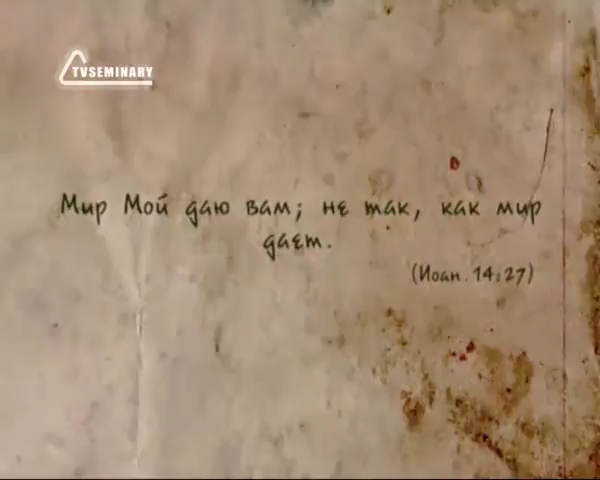 TVSEMINARY
Мир Мой даю вам; не так, как мир
дает.
(Иоан. 14:27)